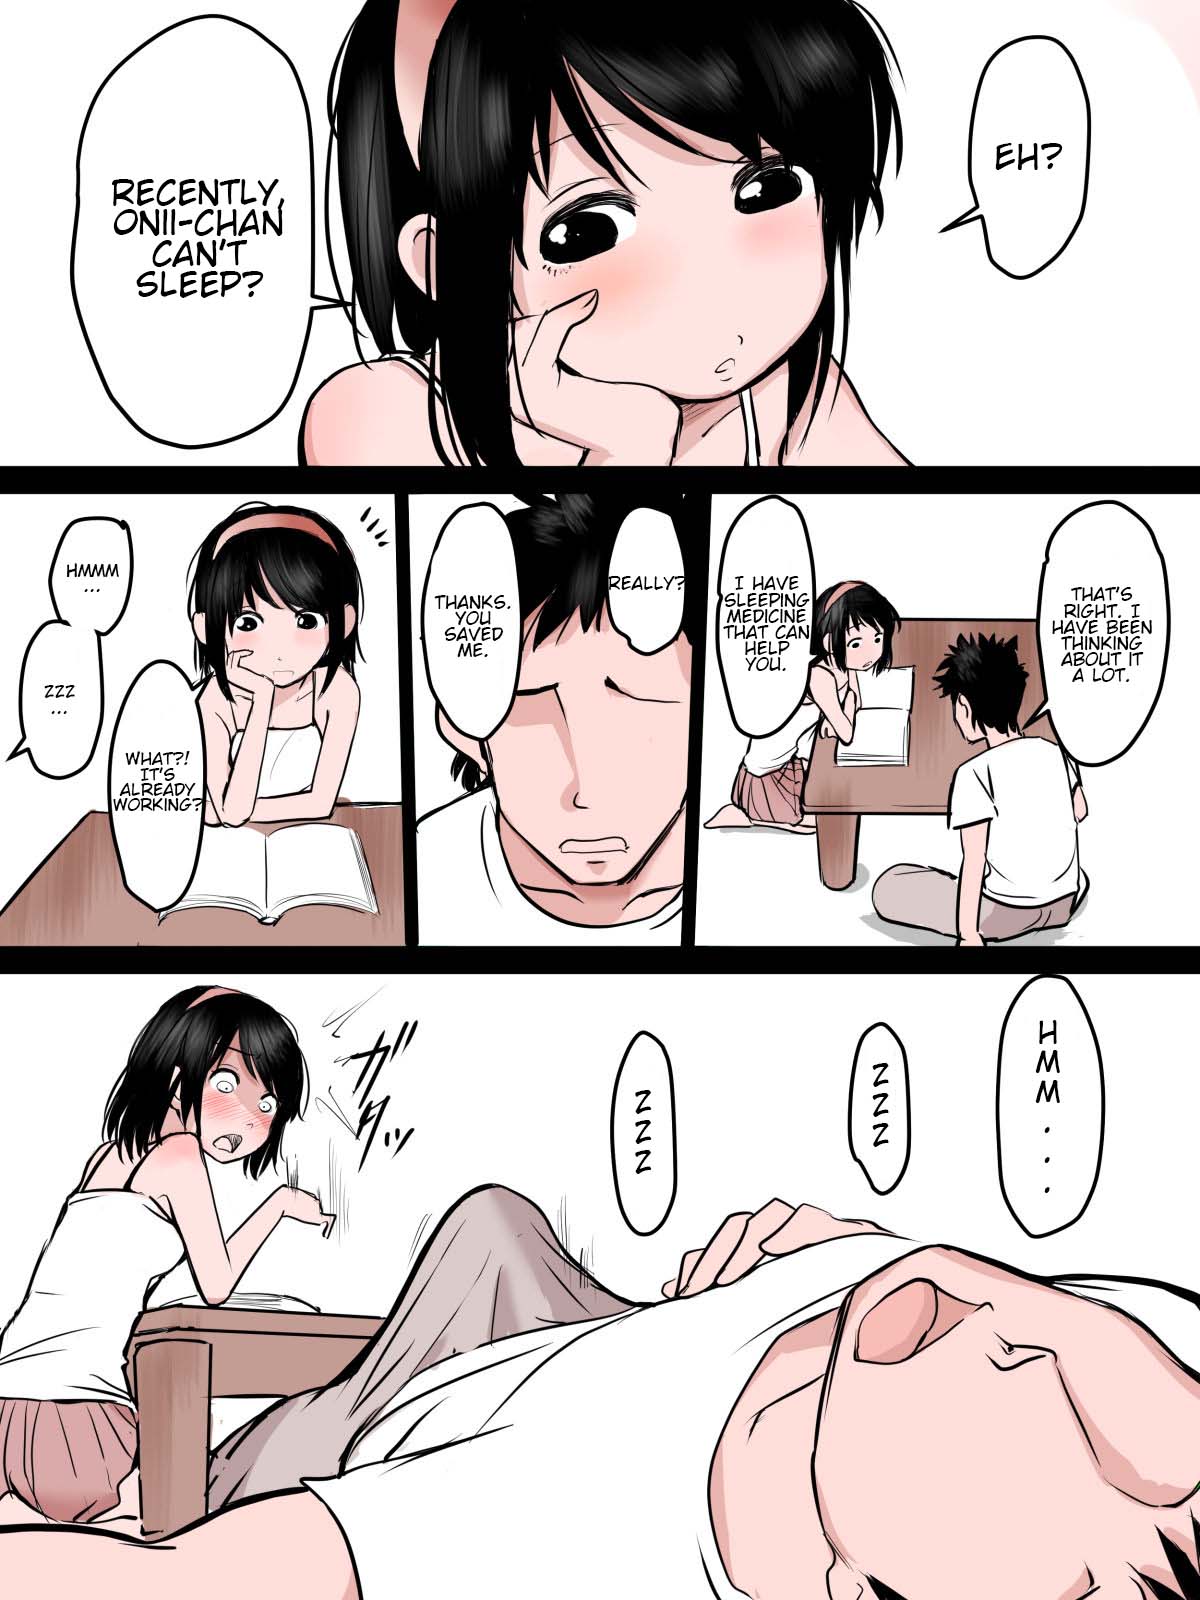 EH?
RECENTLY,
ONII-CHAN
CAN'T
SLEEP?
THAT'S
RIGHT. I
HAVE BEEN
THINKING
ABOUT IT
A LOT.
I HAVE
SLEEPING
MEDICINE
THAT CAN
HELP
YOU.
REALLY?
THANKS.
YOU
SAVED
ME.
HMMM
...
ZZZ
...
WHAT?!
IT'S
ALREADY
WORKING?
HMM...
ZZZ
ZZZ
ガタッ